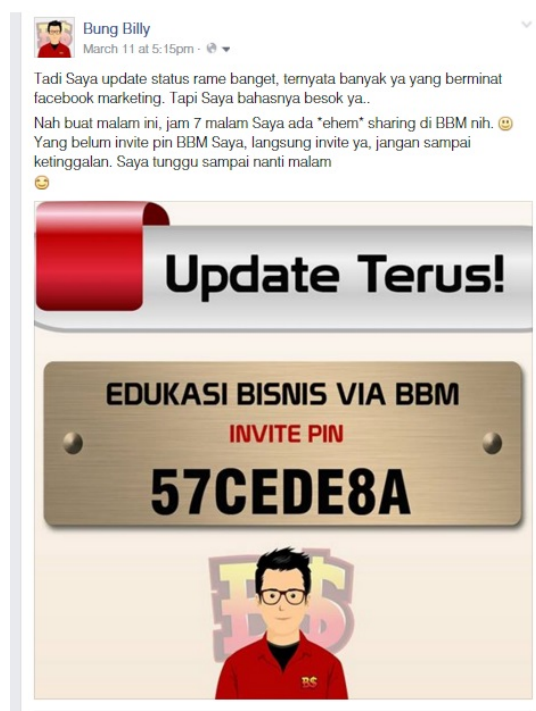 Bung Billy
March 11 at 5:15pm ·
Tadi Saya update status rame banget, ternyata banyak ya yang berminat
facebook marketing. Tapi Saya bahasnya besok ya..
Nah buat malam ini, jam 7 malam Saya ada *ehem* sharing di BBM nih. 😃
Yang belum invite pin BBM Saya, langsung invite ya, jangan sampai
ketinggalan. Saya tunggu sampai nanti malam
😊
Update Terus!
EDUKASI BISNIS VIA BBM
INVITE PIN
57CEDE8A
B$
B$